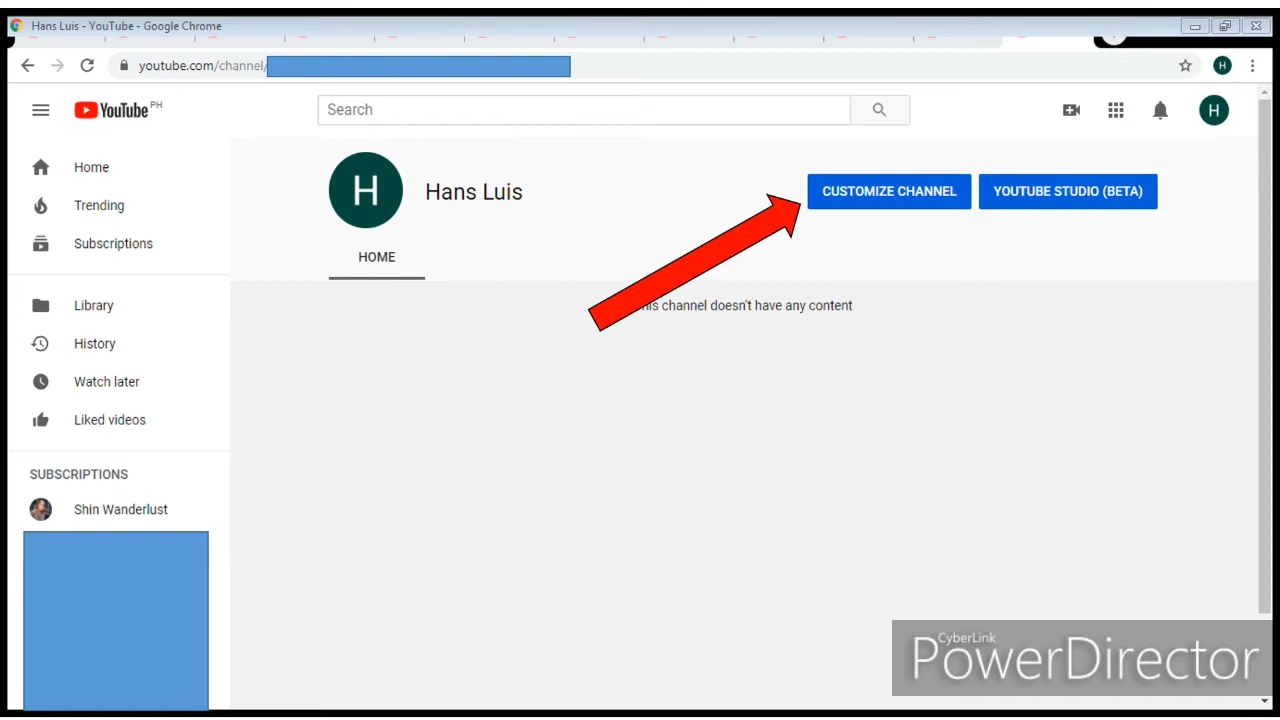 Hans Luis - YouTube - Google Chrome
youtube.com/channel/
H
YouTube PH
Search
H
Home
Trending
Subscriptions
Library
History
Watch later
Liked videos
SUBSCRIPTIONS
Shin Wanderlust
H
Hans Luis
CUSTOMIZE CHANNEL
YOUTUBE STUDIO (BETA)
HOME
his channel doesn't have any content
CyberLink
PowerDirector